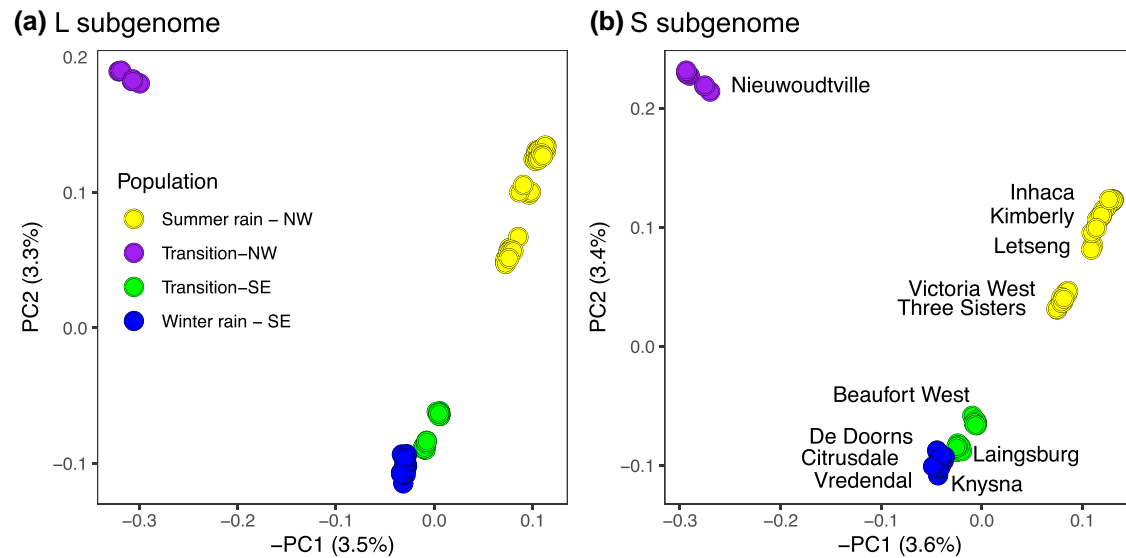 (a) L subgenome
0.2
0.1
0.0
−0.1
PC2 (3.3%)
Population
Summer rain − NW
Transition−NW
Transition−SE
Winter rain − SE
−0.3
−0.2
−0.1
0.0
0.1
−PC1 (3.5%)
(b) S subgenome
0.2
0.1
0.0
−0.1
PC2 (3.4%)
Nieuwoudtville
Inhaca
Kimberly
Letseng
Victoria West
Three Sisters
Beaufort West
De Doorns
Citrusdale
Vredendal
Laingsburg
Knysna
−0.3
−0.2
−0.1
0.0
0.1
−PC1 (3.6%)